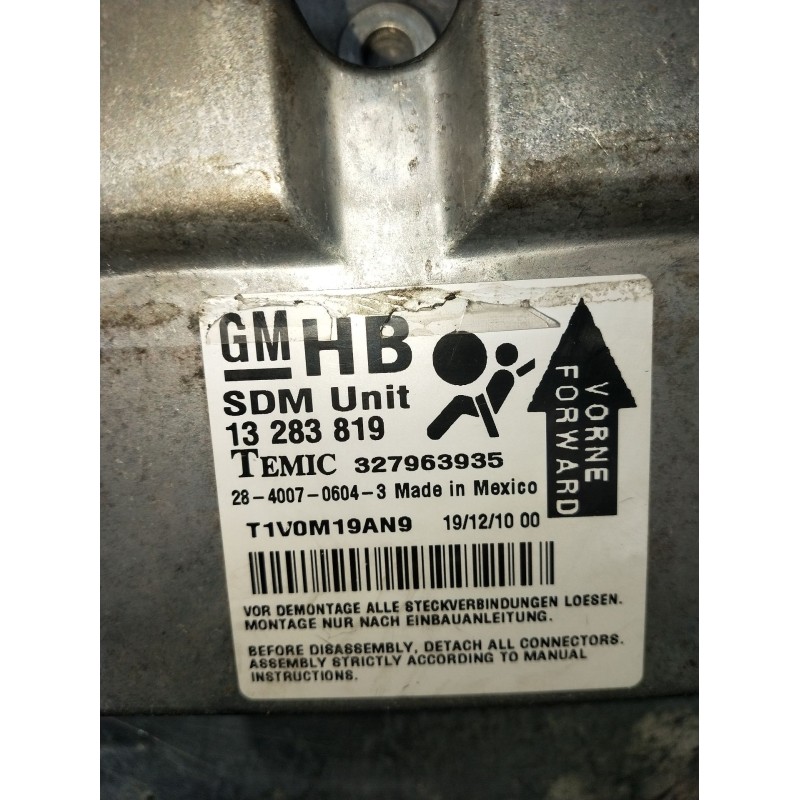 GM HB
SDM Unit
13 283 819
TEMIC 327963935
28-4007-0604-3 Made in Mexico
T1V0M19AN9 19/12/10 00
VORNE
FORWARD
VOR DEMONTAGE ALLE STECKVERBINDUNGEN LOESEN.
MONTAGE NUR NACH EINBAUANLEITUNG.
BEFORE DISASSEMBLY, DETACH ALL CONNECTORS.
ASSEMBLY STRICTLY ACCORDING TO MANUAL
INSTRUCTIONS.